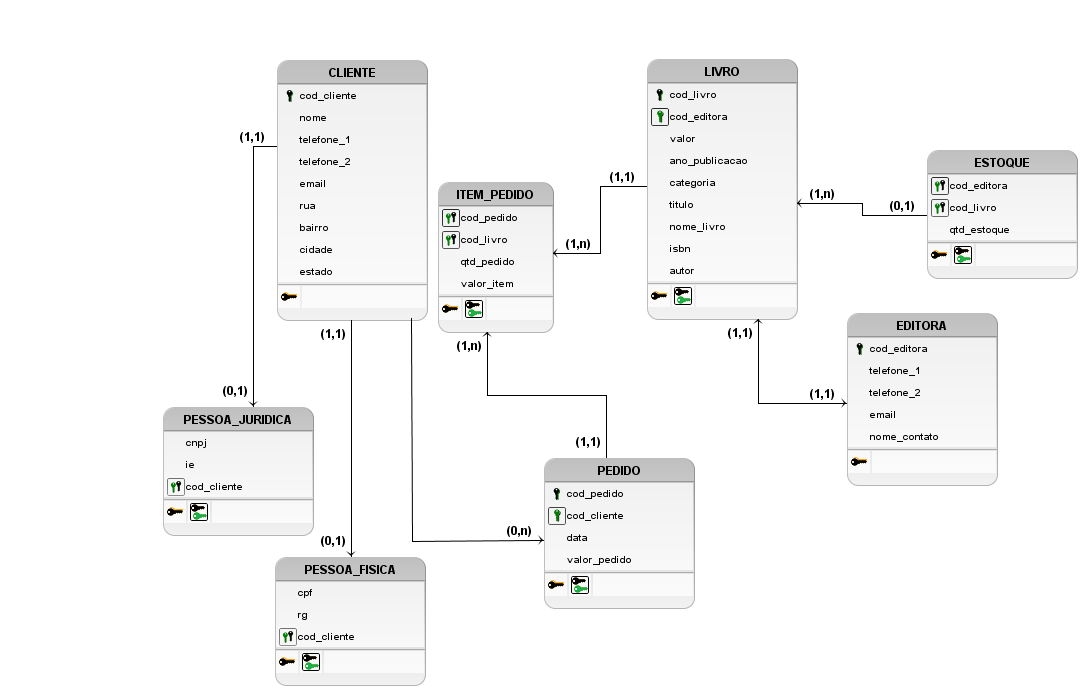 CLIENTE
cod_cliente
nome
telefone_1
telefone_2
email
rua
bairro
cidade
estado
(1,1)
(0,1)
PESSOA_JURIDICA
cnpj
ie
cod_cliente
(1,1)
(0,1)
PESSOA_FISICA
cpf
rg
cod_cliente
ITEM_PEDIDO
cod_pedido
cod_livro
qtd_pedido
valor_item
(1,n)
(1,1)
(1,n)
(1,1)
(0,n)
PEDIDO
cod_pedido
cod_cliente
data
valor_pedido
LIVRO
cod_livro
cod_editora
valor
ano_publicacao
categoria
titulo
nome_livro
isbn
autor
(1,n)
(0,1)
ESTOQUE
cod_editora
cod_livro
qtd_estoque
(1,1)
(1,1)
EDITORA
cod_editora
telefone_1
telefone_2
email
nome_contato